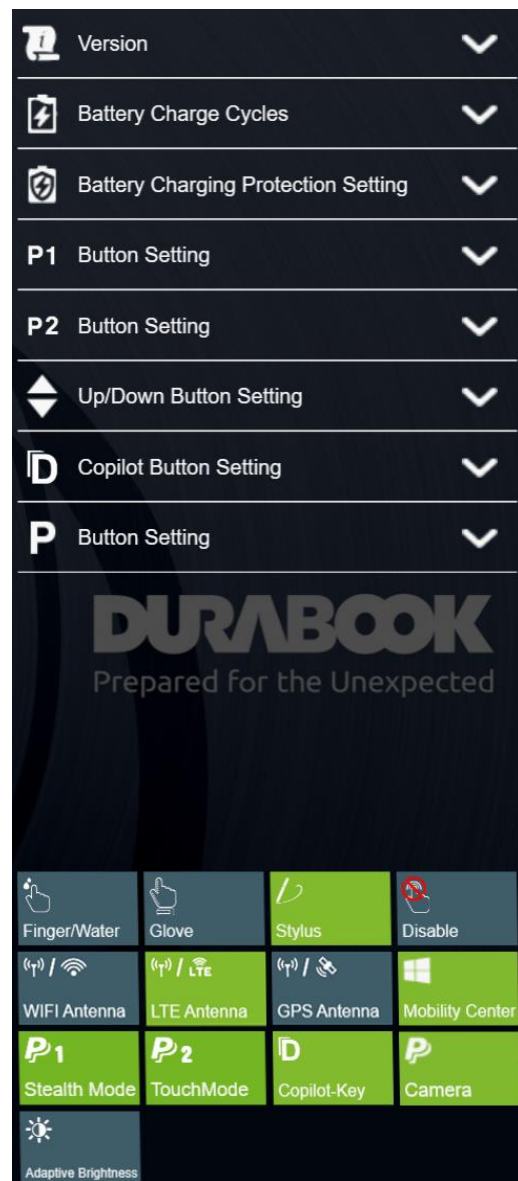 Version
Battery Charge Cycles
Battery Charging Protection Setting
P1 Button Setting
P2 Button Setting
Up/Down Button Setting
D Copilot Button Setting
P Button Setting
DURABOOK
Prepared for the Unexpected
Finger/Water Glove Stylus Disable
/ / LTE /
WIFI Antenna LTE Antenna GPS Antenna Mobility Center
P1 P2 D P
Stealth Mode TouchMode Copilot-Key Camera
Adaptive Brightness